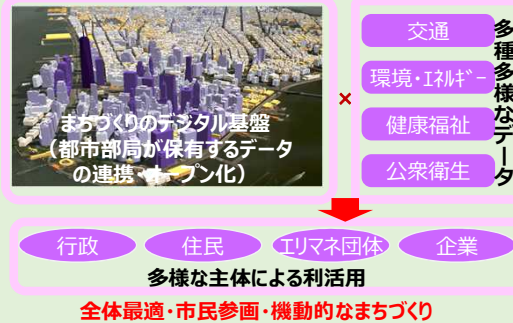 まちづくりのデジタル基盤
（都市部局が保有するデータ
の連携・オープン化）
×
交通
環境・ｴﾈﾙｷﾞｰ
健康福祉
公衆衛生
多種多様なデータ
行政
住民
エリマネ団体
企業
多様な主体による利活用
全体最適・市民参画・機動的なまちづくり